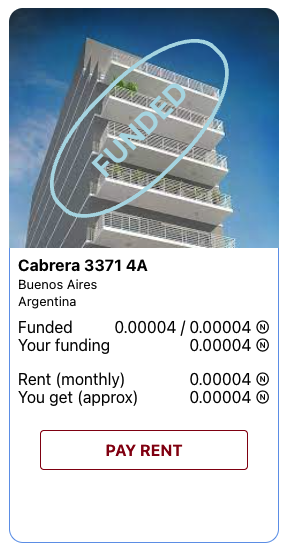 FUNDED
Cabrera 3371 4A
Buenos Aires
Argentina
Funded 0.00004 / 0.00004 Ⓝ
Your funding 0.00004 Ⓝ
Rent (monthly) 0.00004 Ⓝ
You get (approx) 0.00004 Ⓝ
PAY RENT